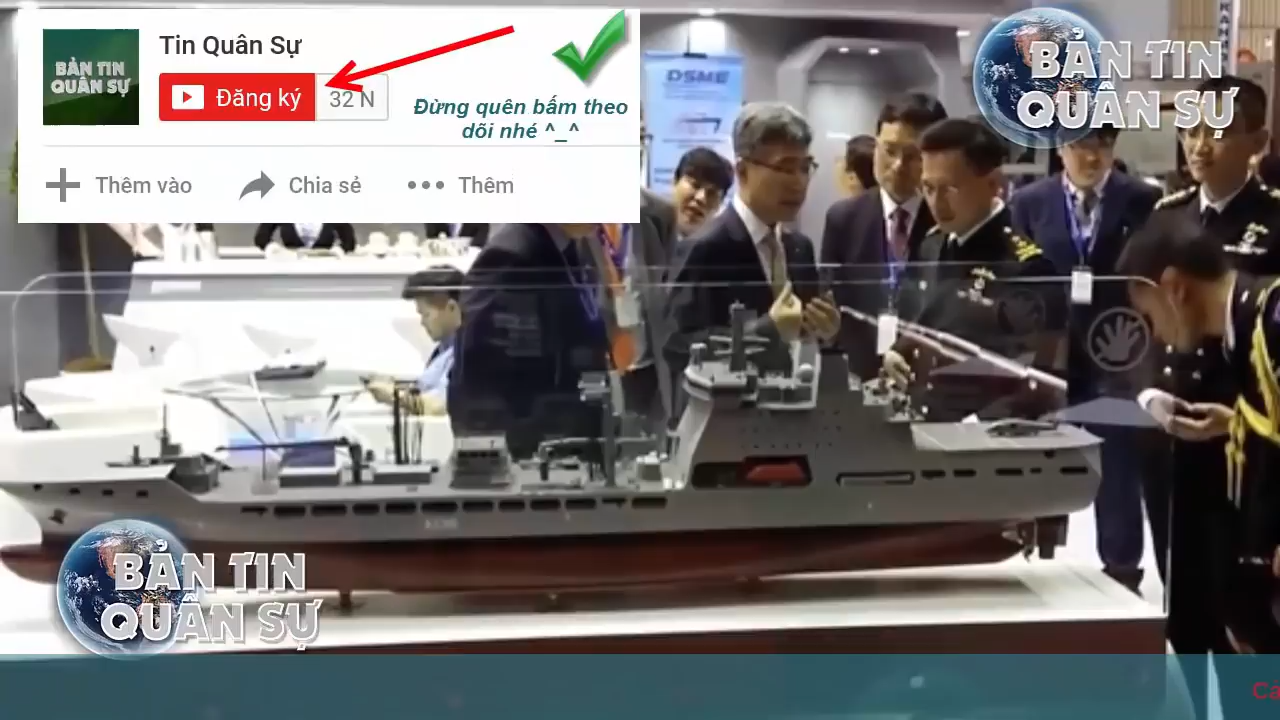 Tin Quân Sự
BẢN TIN
QUÂN SỰ
Đăng ký
32 N
Đừng quên bấm theo
dõi nhé ^_^
Thêm vào
Chia sẻ
Thêm
DSME
BẢN TIN
QUÂN SỰ
BẢN TIN
QUÂN SỰ